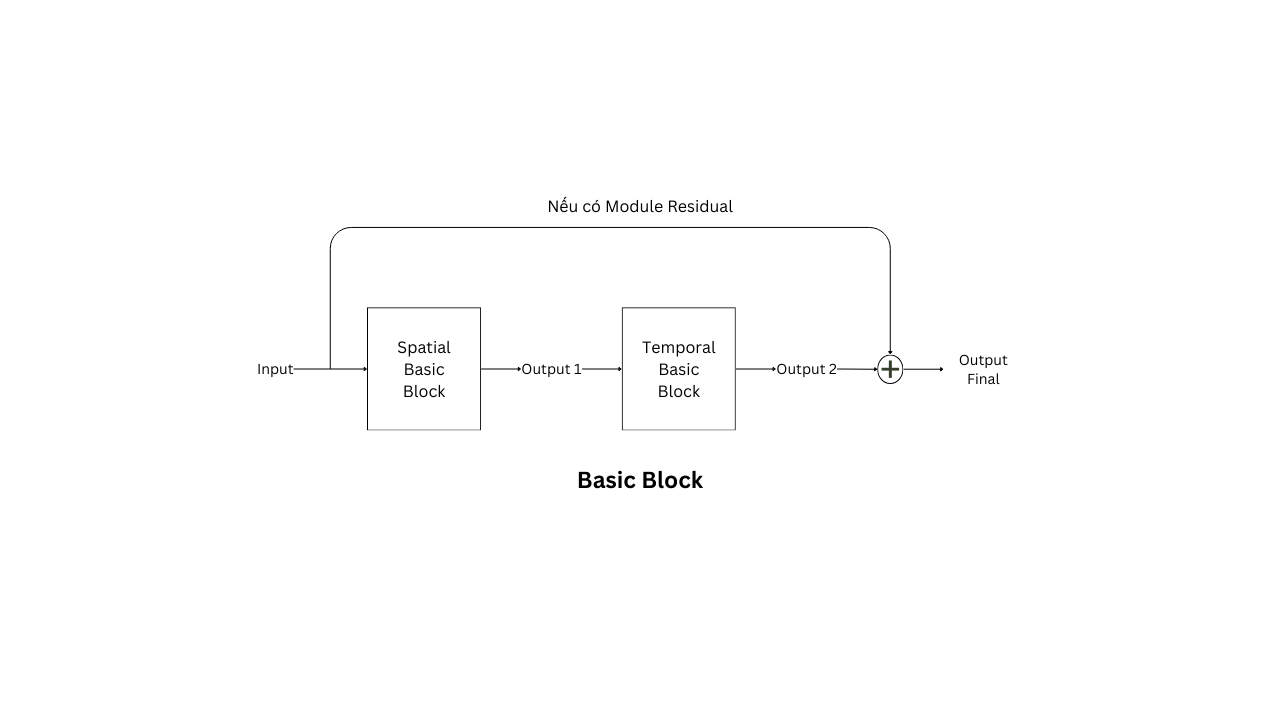 Nếu có Module Residual
Input
Spatial
Basic
Block
Output 1
Temporal
Basic
Block
Output 2
Output
Final
Basic Block